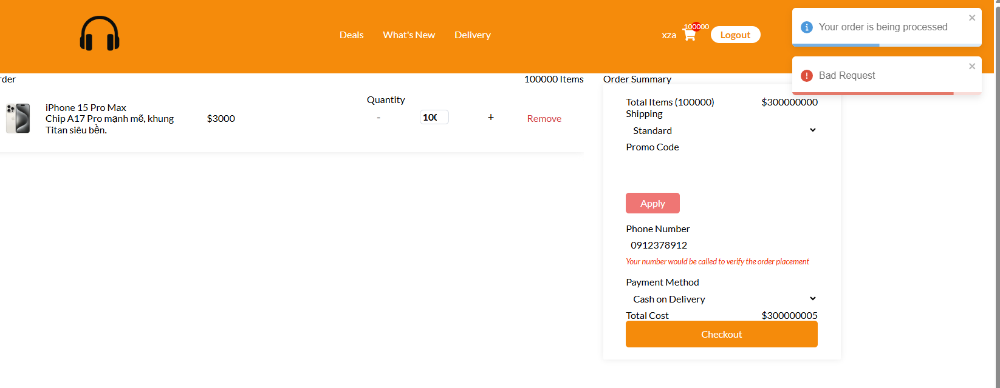 Deals What's New Delivery xza 100000 Logout
Your order is being processed
Bad Request
rder 100000 Items
iPhone 15 Pro Max
Chip A17 Pro mạnh mẽ, khung
Titan siêu bền.
$3000
Quantity
- 100 +
Remove
Order Summary
Total Items (100000) $300000000
Shipping
Standard
Promo Code
Apply
Phone Number
0912378912
Your number would be called to verify the order placement
Payment Method
Cash on Delivery
Total Cost $300000005
Checkout